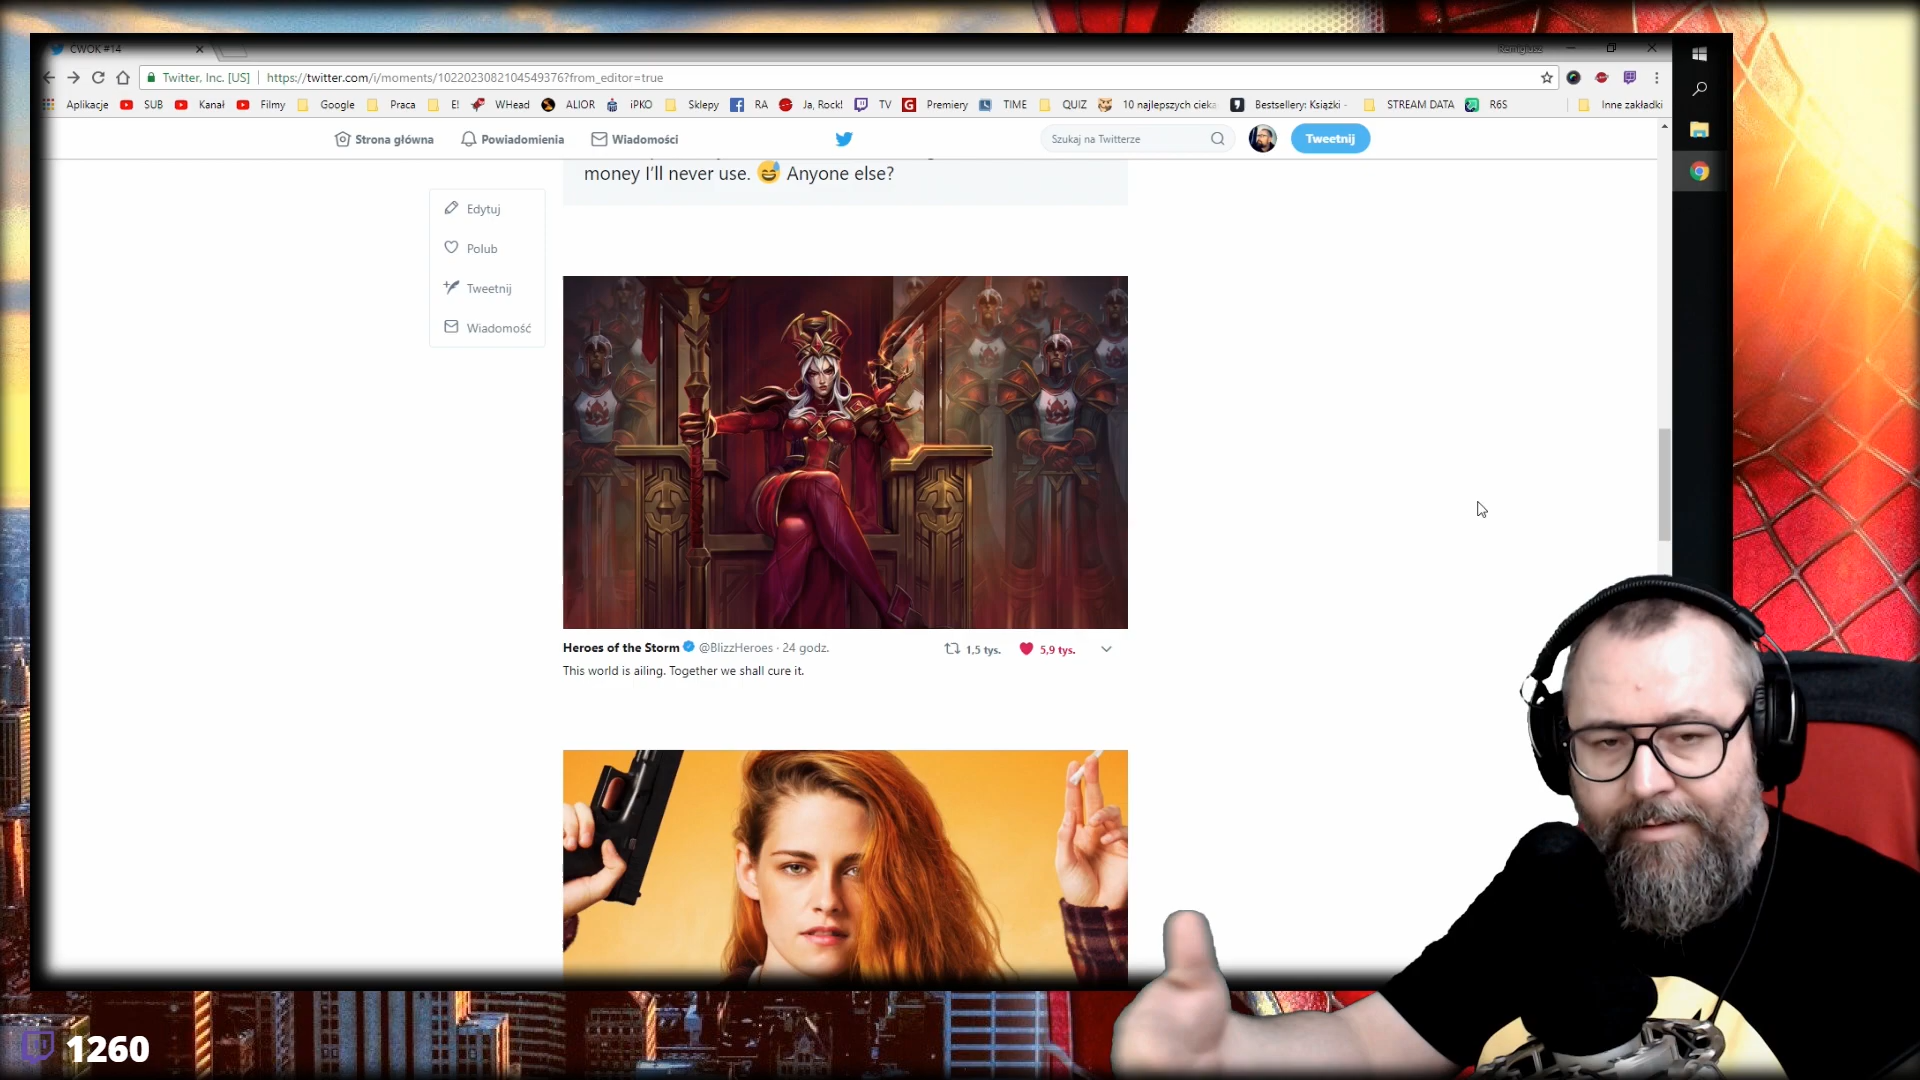 CWOK #14
Remigiusz
Twitter, Inc. [US]
https://twitter.com/i/moments/1022023082104549376?from_editor=true
Aplikacje
SUB
Kanał
Filmy
Google
Praca
E!
WHead
ALIOR
iPKO
Sklepy
RA
Ja, Rock!
TV
Premiery
TIME
QUIZ
10 najlepszych cieka
Bestsellery: Książki -
STREAM DATA
R6S
Inne zakładki
Strona główna
Powiadomienia
Wiadomości
Szukaj na Twitterze
Tweetnij
money I'll never use. 😅 Anyone else?
Edytuj
Polub
Tweetnij
Wiadomość
Heroes of the Storm @BlizzHeroes · 24 godz.
1,5 tys.
5,9 tys.
This world is ailing. Together we shall cure it.
1260